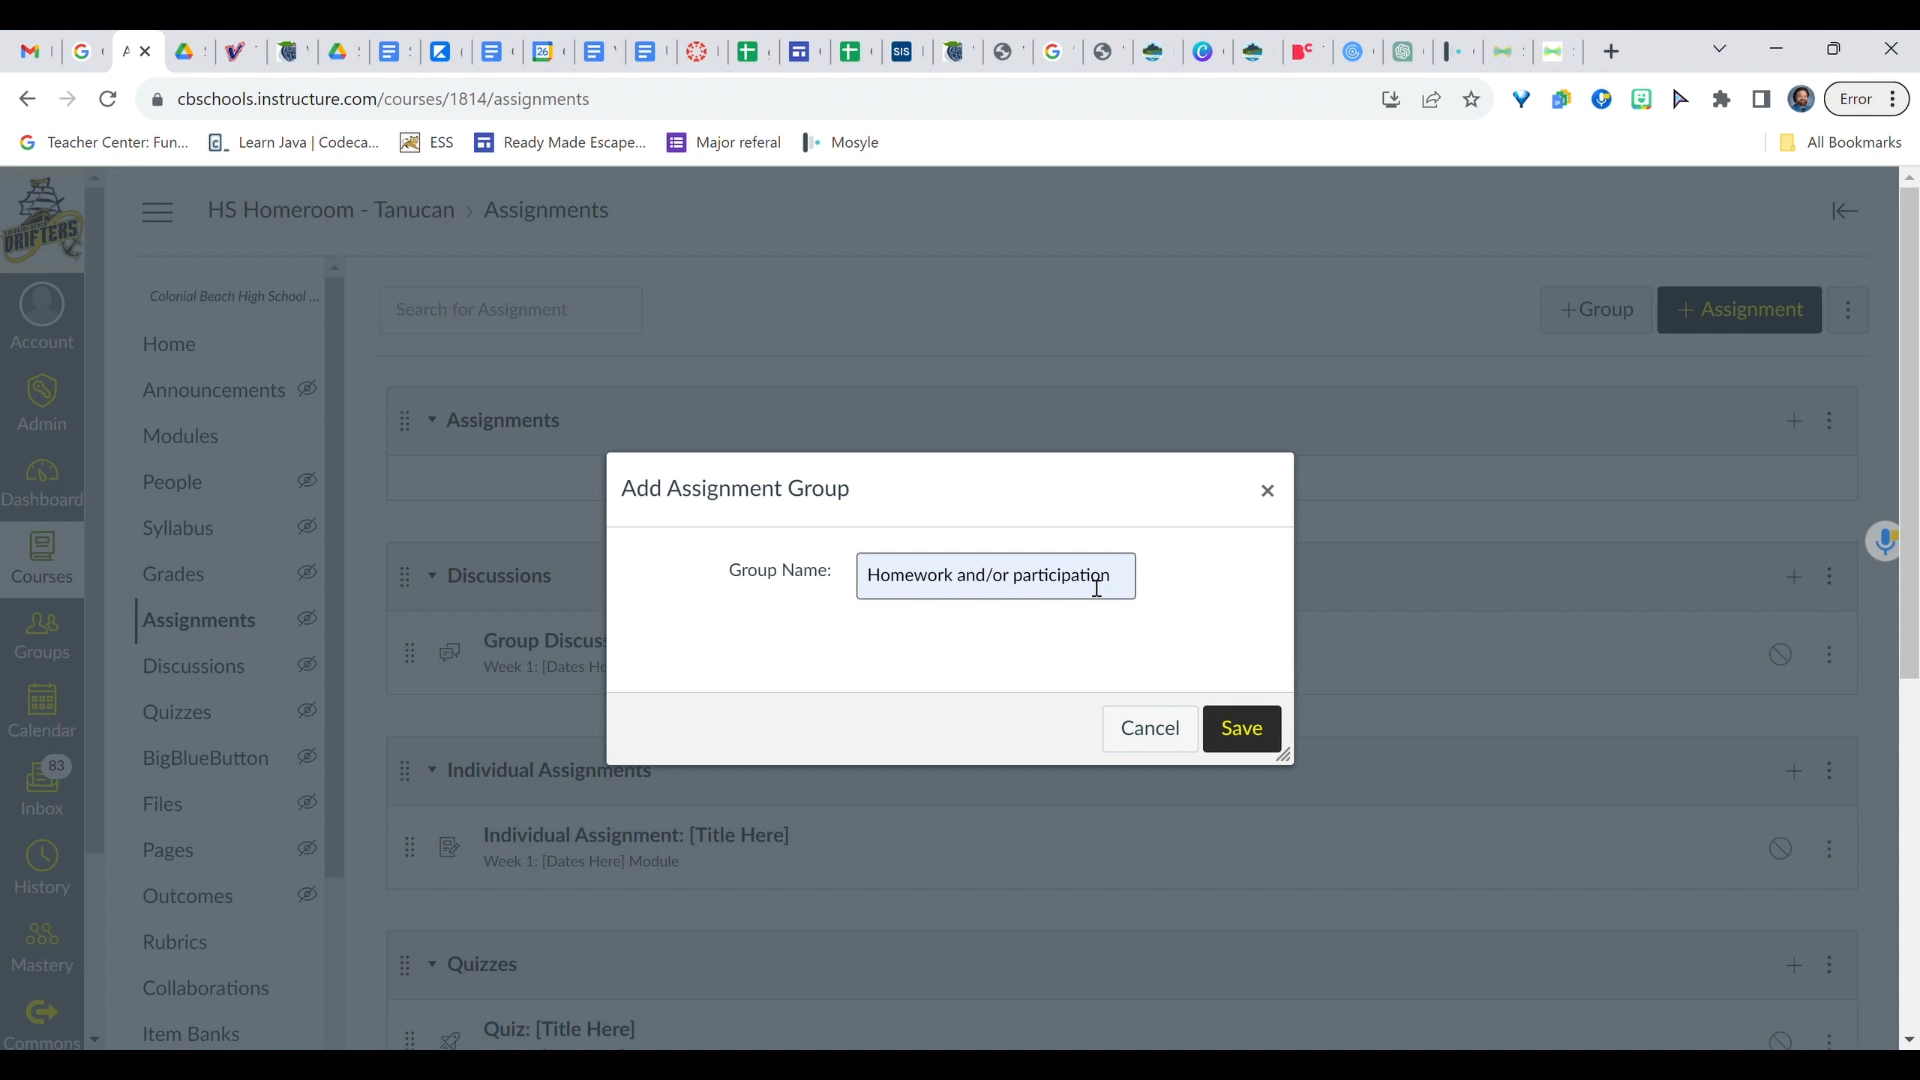 cbschools.instructure.com/courses/1814/assignments
Error
Teacher Center: Fun...
Learn Java | Codeca...
ESS
Ready Made Escape...
Major referal
Mosyle
All Bookmarks
DRIFTERS
HS Homeroom - Tanucan > Assignments
Colonial Beach High School ...
Search for Assignment
+Group
+ Assignment
Account
Admin
Dashboard
Courses
Groups
Calendar
83
Inbox
History
Mastery
Commons
Home
Announcements
Modules
People
Syllabus
Grades
Assignments
Discussions
Quizzes
BigBlueButton
Files
Pages
Outcomes
Rubrics
Collaborations
Item Banks
Assignments
Add Assignment Group
Group Name:
Homework and/or participation
Cancel
Save
Discussions
Group Discus
Week 1: [Dates He
Individual Assignments
Individual Assignment: [Title Here]
Week 1: [Dates Here] Module
Quizzes
Quiz: [Title Here]